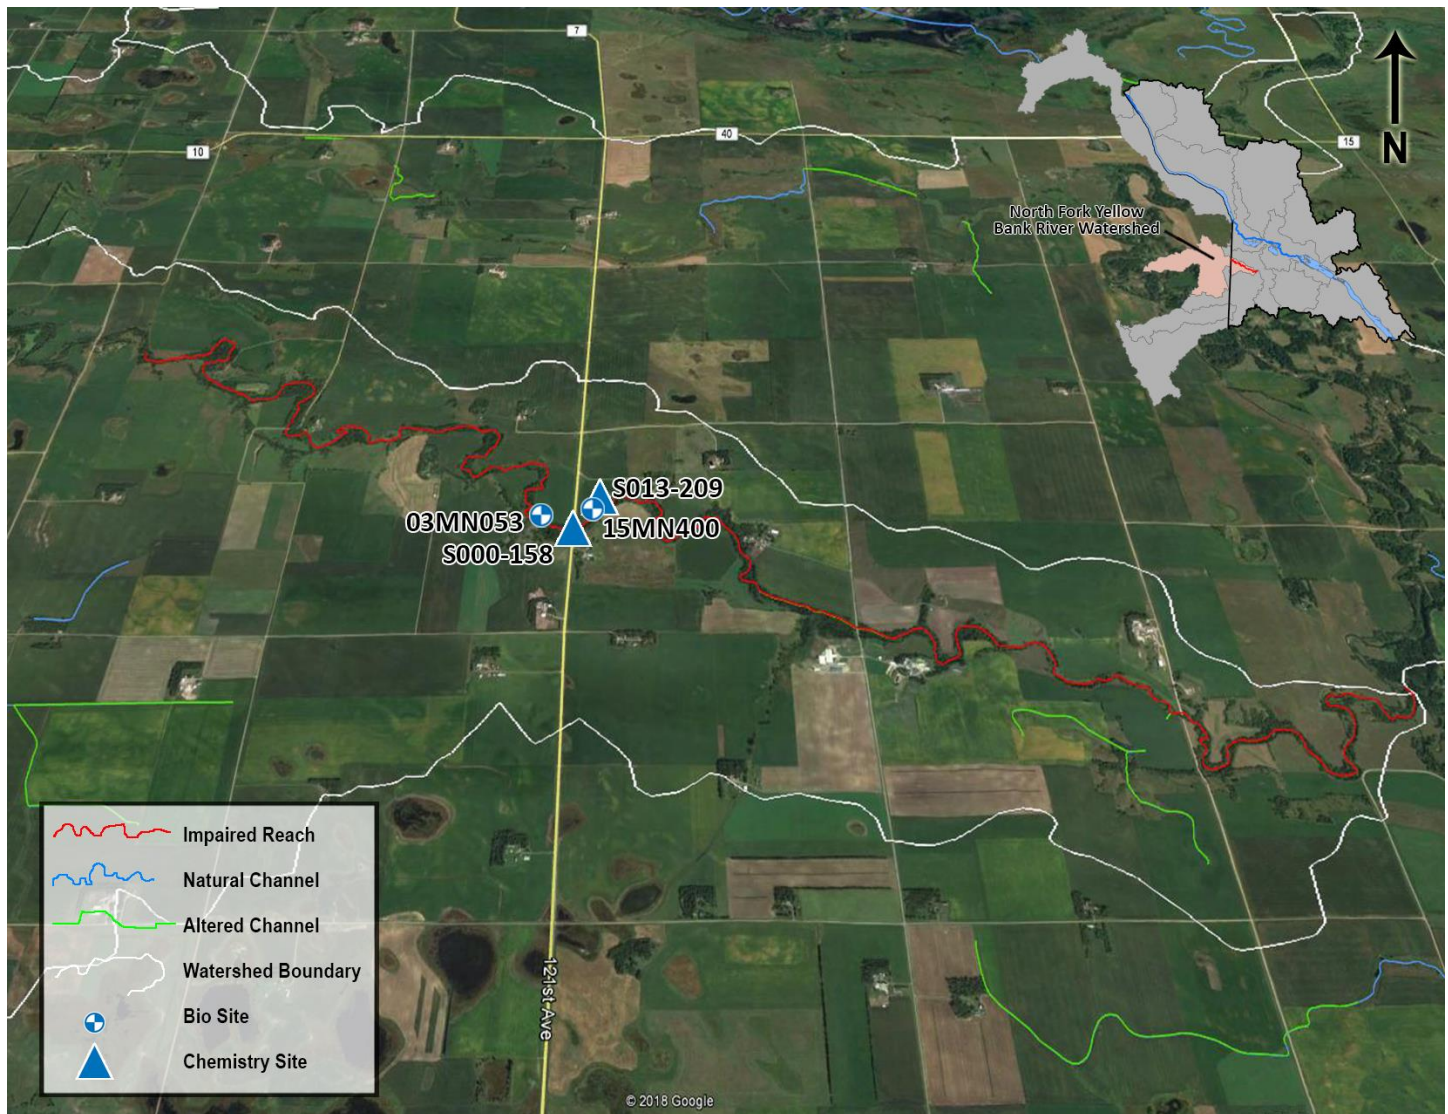 7
40
10
15
N
North Fork Yellow
Bank River Watershed
S013-209
03MN053
15MN400
S000-158
Impaired Reach
Natural Channel
Altered Channel
Watershed Boundary
Bio Site
Chemistry Site
121st Ave
© 2018 Google